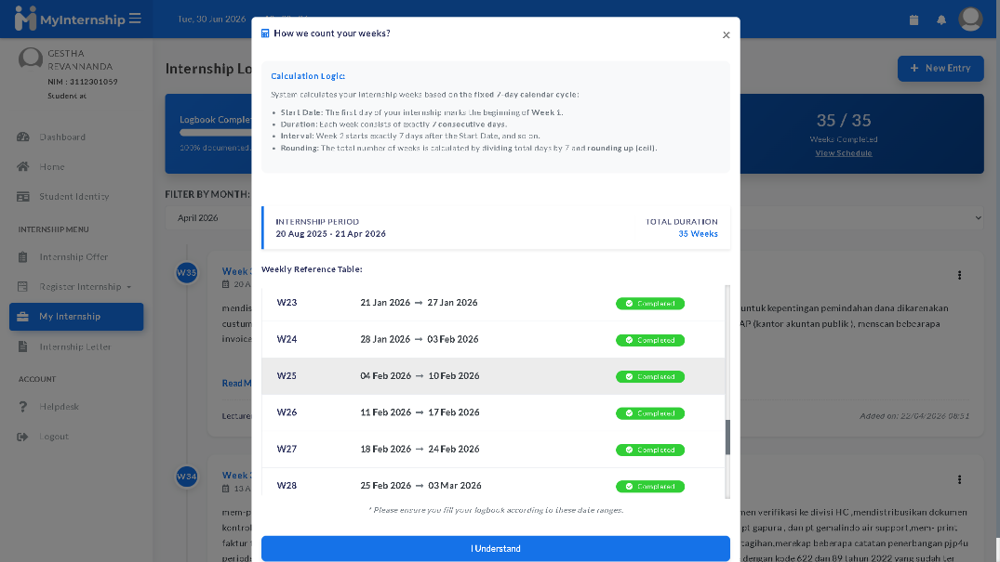 MyInternship
Tue, 30 Jun 2026
GESTHA
REVANNANDA
NIM : 3112301059
Student at
Dashboard
Home
Student Identity
INTERNSHIP MENU
Internship Offer
Register Internship
My Internship
Internship Letter
ACCOUNT
Helpdesk
Logout
Internship Lo
New Entry
Logbook Complet
100% documented.
35 / 35
Weeks Completed
View Schedule
FILTER BY MONTH:
April 2026
W35
Week 3
20 A
mendis
untuk kepentingan pemindahan dana dikarenakan
custum
AP (kantor akuntan publik ), menscan bebearapa
invoice
Read M
Lecturer
Added on: 22/04/2026 08:51
W34
Week 3
13 A
mem-p
en verifikasi ke divisi HC ,mendistribusikan dokumen
kontrol
pt gapura , dan pt gemalindo air support,mem- print
faktur
agihan,merekap beberapa catatan penerbangan pjp4u
kode 622 dan 89 tahun 2022 yang sudah ter
How we count your weeks?
×
Calculation Logic:
System calculates your internship weeks based on the fixed 7-day calendar cycle:
• Start Date: The first day of your internship marks the beginning of Week 1.
• Duration: Each week consists of exactly 7 consecutive days.
• Interval: Week 2 starts exactly 7 days after the Start Date, and so on.
• Rounding: The total number of weeks is calculated by dividing total days by 7 and rounding up (ceil).
INTERNSHIP PERIOD
20 Aug 2025 - 21 Apr 2026
TOTAL DURATION
35 Weeks
Weekly Reference Table:
W23 21 Jan 2026 → 27 Jan 2026 Completed
W24 28 Jan 2026 → 03 Feb 2026 Completed
W25 04 Feb 2026 → 10 Feb 2026 Completed
W26 11 Feb 2026 → 17 Feb 2026 Completed
W27 18 Feb 2026 → 24 Feb 2026 Completed
W28 25 Feb 2026 → 03 Mar 2026 Completed
* Please ensure you fill your logbook according to these date ranges.
I Understand